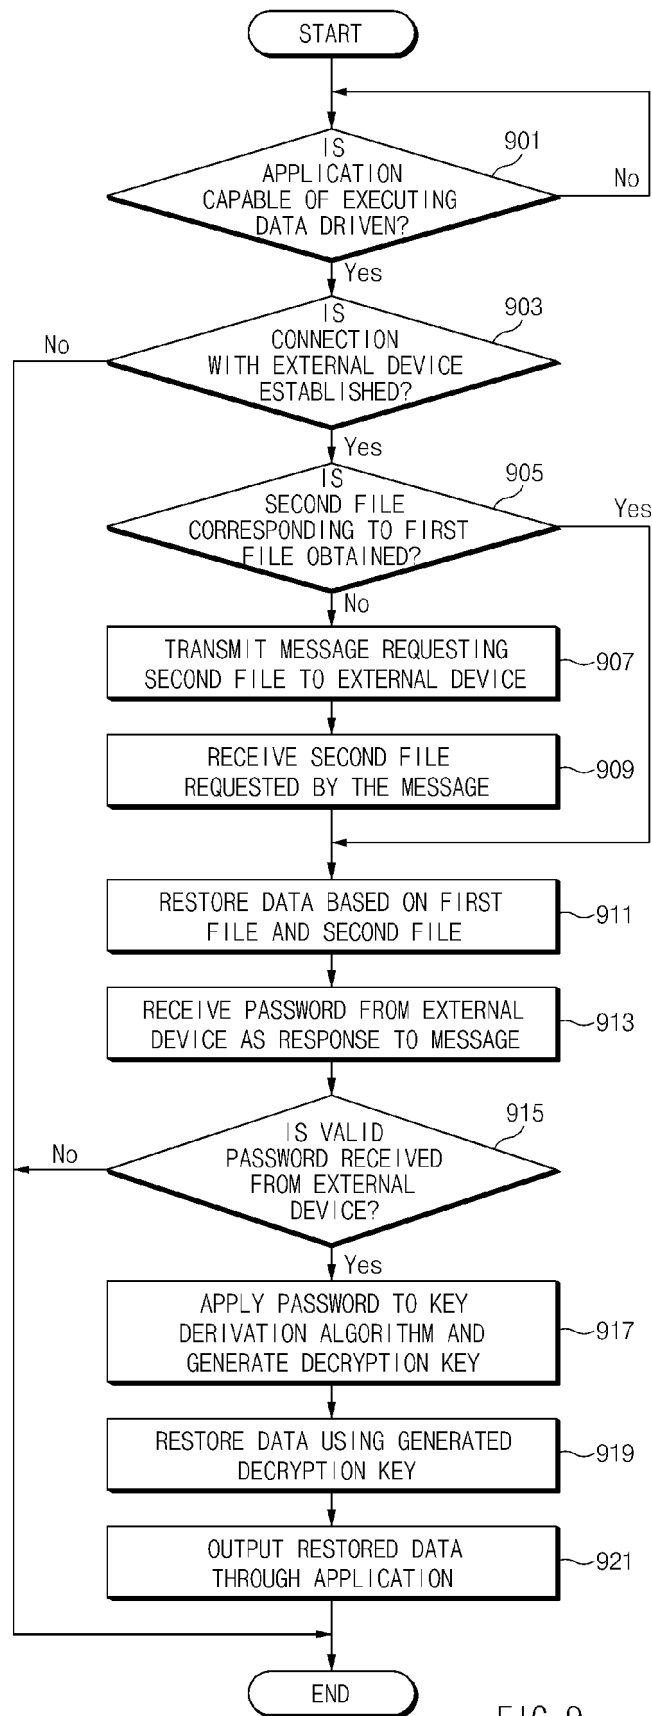 START
IS
APPLICATION
CAPABLE OF EXECUTING
DATA DRIVEN?
901
No
Yes
IS
CONNECTION
WITH EXTERNAL DEVICE
ESTABLISHED?
903
No
Yes
IS
SECOND FILE
CORRESPONDING TO FIRST
FILE OBTAINED?
905
Yes
No
TRANSMIT MESSAGE REQUESTING
SECOND FILE TO EXTERNAL DEVICE
907
RECEIVE SECOND FILE
REQUESTED BY THE MESSAGE
909
RESTORE DATA BASED ON FIRST
FILE AND SECOND FILE
911
RECEIVE PASSWORD FROM EXTERNAL
DEVICE AS RESPONSE TO MESSAGE
913
IS VALID
PASSWORD RECEIVED
FROM EXTERNAL
DEVICE?
915
No
Yes
APPLY PASSWORD TO KEY
DERIVATION ALGORITHM AND
GENERATE DECRYPTION KEY
917
RESTORE DATA USING GENERATED
DECRYPTION KEY
919
OUTPUT RESTORED DATA
THROUGH APPLICATION
921
END
FIG. 9